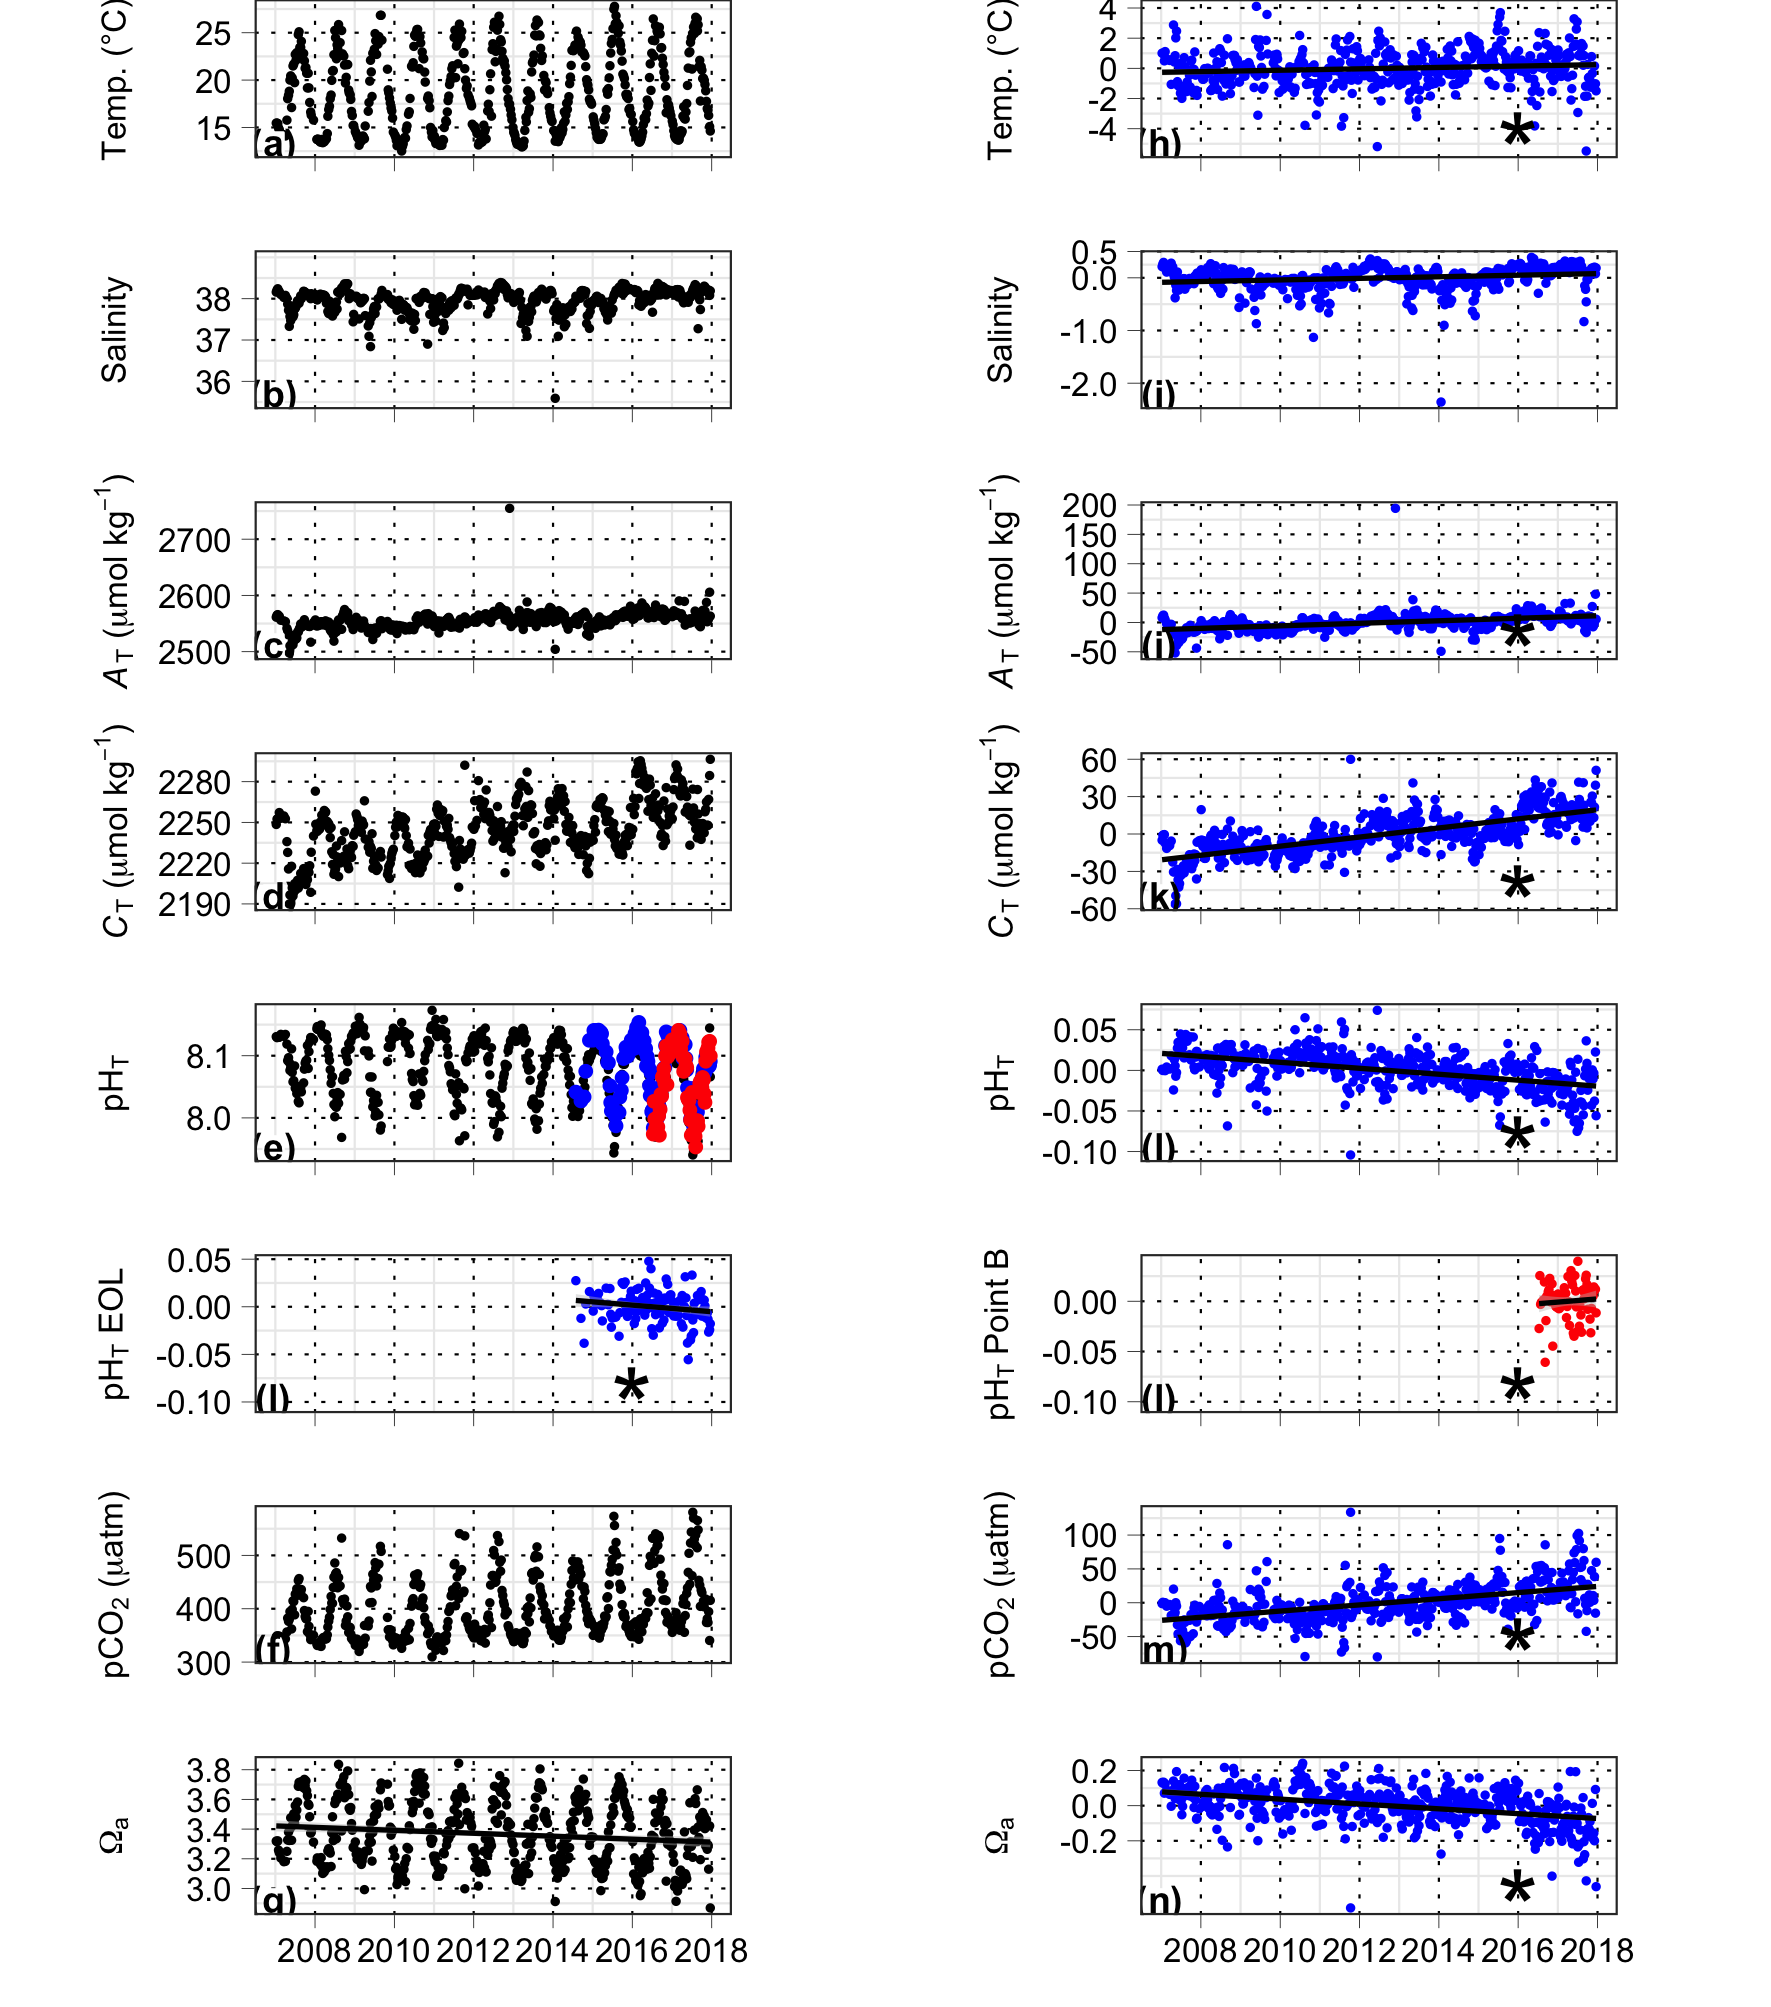 Temp. (°C)
25
20
15
(a)
Temp. (°C)
4
2
0
-2
-4
(h)
*
Salinity
38
37
36
(b)
Salinity
0.5
0.0
-1.0
-2.0
(i)
A_T (μmol kg⁻¹)
2700
2600
2500
(c)
A_T (μmol kg⁻¹)
200
150
100
50
0
-50
(j)
*
C_T (μmol kg⁻¹)
2280
2250
2220
2190
(d)
C_T (μmol kg⁻¹)
60
30
0
-30
-60
(k)
*
pH_T
8.1
8.0
(e)
pH_T
0.05
0.00
-0.05
-0.10
(l)
*
pH_T EOL
0.05
0.00
-0.05
-0.10
(l)
*
pH_T Point B
0.00
-0.05
-0.10
(l)
*
pCO₂ (μatm)
500
400
300
(f)
pCO₂ (μatm)
100
50
0
-50
m)
*
Ωa
3.8
3.6
3.4
3.2
3.0
(g)
Ωa
0.2
0.0
-0.2
(n)
*
2008 2010 2012 2014 2016 2018
2008 2010 2012 2014 2016 2018